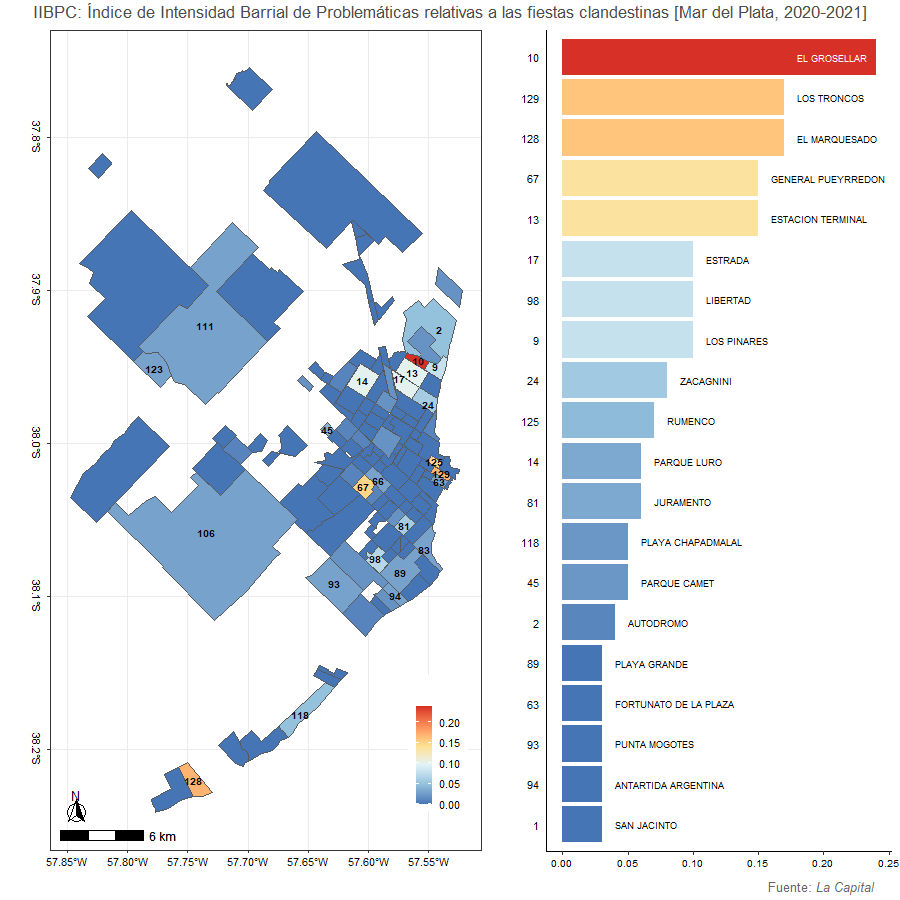 IIBPC: Índice de Intensidad Barrial de Problemáticas relativas a las fiestas clandestinas [Mar del Plata, 2020-2021]
37.8°S
37.9°S
38.0°S
38.1°S
38.2°S
111
123
2
10
9
13
17
14
24
45
125
129
63
66
67
106
81
83
98
89
93
94
118
128
0.20
0.15
0.10
0.05
0.00
N
6 km
57.85°W 57.80°W 57.75°W 57.70°W 57.65°W 57.60°W 57.55°W
10 EL GROSELLAR
129 LOS TRONCOS
128 EL MARQUESADO
67 GENERAL PUEYRREDON
13 ESTACION TERMINAL
17 ESTRADA
98 LIBERTAD
9 LOS PINARES
24 ZACAGNINI
125 RUMENCO
14 PARQUE LURO
81 JURAMENTO
118 PLAYA CHAPADMALAL
45 PARQUE CAMET
2 AUTODROMO
89 PLAYA GRANDE
63 FORTUNATO DE LA PLAZA
93 PUNTA MOGOTES
94 ANTARTIDA ARGENTINA
1 SAN JACINTO
0.00 0.05 0.10 0.15 0.20 0.25
Fuente: La Capital